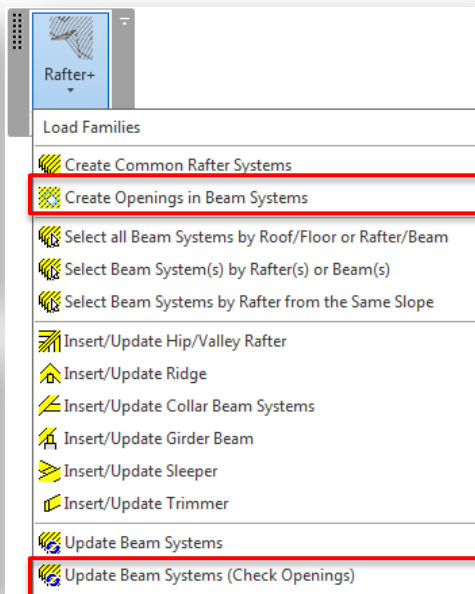 Rafter+
Load Families
Create Common Rafter Systems
Create Openings in Beam Systems
Select all Beam Systems by Roof/Floor or Rafter/Beam
Select Beam System(s) by Rafter(s) or Beam(s)
Select Beam Systems by Rafter from the Same Slope
Insert/Update Hip/Valley Rafter
Insert/Update Ridge
Insert/Update Collar Beam Systems
Insert/Update Girder Beam
Insert/Update Sleeper
Insert/Update Trimmer
Update Beam Systems
Update Beam Systems (Check Openings)